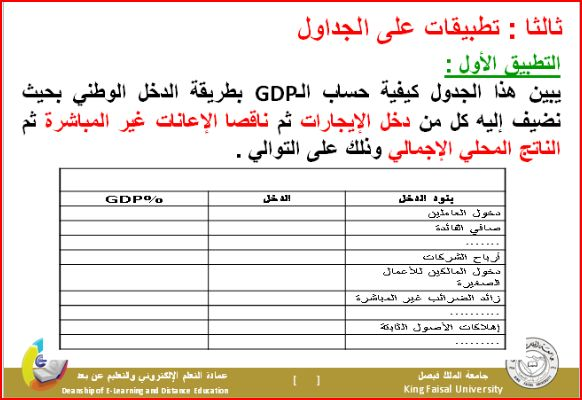 ثالثا : تطبيقات على الجداول
التطبيق الأول :
يبين هذا الجدول كيفية حساب الـGDP بطريقة الدخل الوطني بحيث
نضيف إليه كل من دخل الإيجارات ثم ناقصا الإعانات غير المباشرة ثم
الناتج المحلي الإجمالي وذلك على التوالي .
بنود الدخل الدخل GDP%
دخول العاملين
صافي الفائدة
.......
أرباح الشركات
دخول المالكين للأعمال
الصغيرة
زائد الضرائب غير المباشرة
..........
إهلاكات الأصول الثابتة
.........
جامعة الملك فيصل
King Faisal University
[ ]
عمادة التعلم الإلكتروني والتعليم عن بعد
Deanship of E-Learning and Distance Education